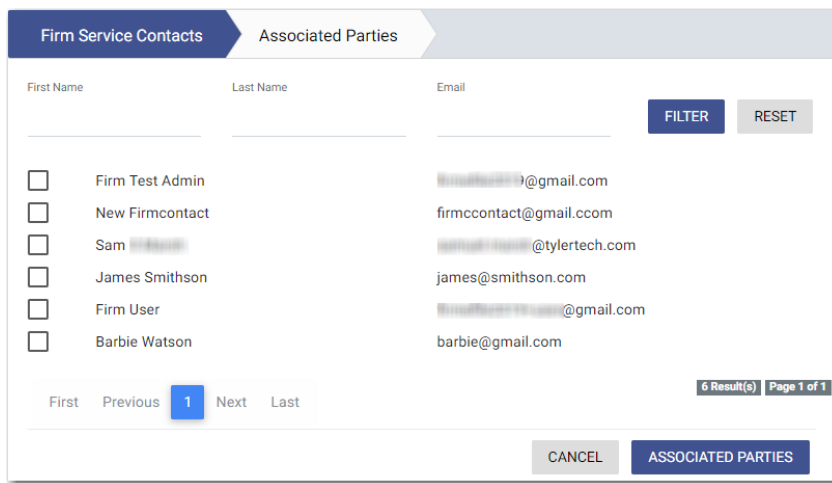 Firm Service Contacts Associated Parties
First Name Last Name Email
FILTER RESET
Firm Test Admin @gmail.com
New Firmcontact firmccontact@gmail.ccom
Sam @tylertech.com
James Smithson james@smithson.com
Firm User @gmail.com
Barbie Watson barbie@gmail.com
6 Result(s) Page 1 of 1
First Previous 1 Next Last
CANCEL ASSOCIATED PARTIES